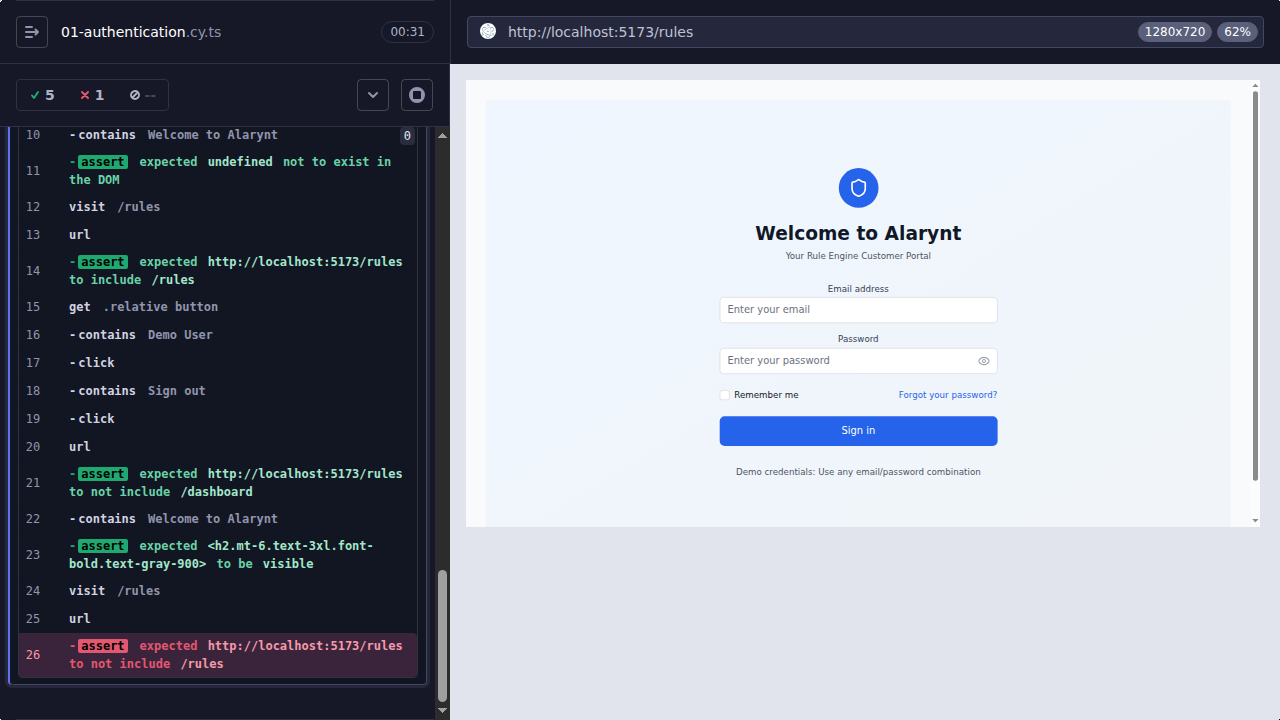 01-authentication.cy.ts
00:31
http://localhost:5173/rules
1280x720
62%
5
1
--
10 -contains Welcome to Alarynt 0
11 -assert expected undefined not to exist in
the DOM
12 visit /rules
13 url
14 -assert expected http://localhost:5173/rules
to include /rules
15 get .relative button
16 -contains Demo User
17 -click
18 -contains Sign out
19 -click
20 url
21 -assert expected http://localhost:5173/rules
to not include /dashboard
22 -contains Welcome to Alarynt
23 -assert expected <h2.mt-6.text-3xl.font-
bold.text-gray-900> to be visible
24 visit /rules
25 url
26 -assert expected http://localhost:5173/rules
to not include /rules
Welcome to Alarynt
Your Rule Engine Customer Portal
Email address
Enter your email
Password
Enter your password
Remember me
Forgot your password?
Sign in
Demo credentials: Use any email/password combination